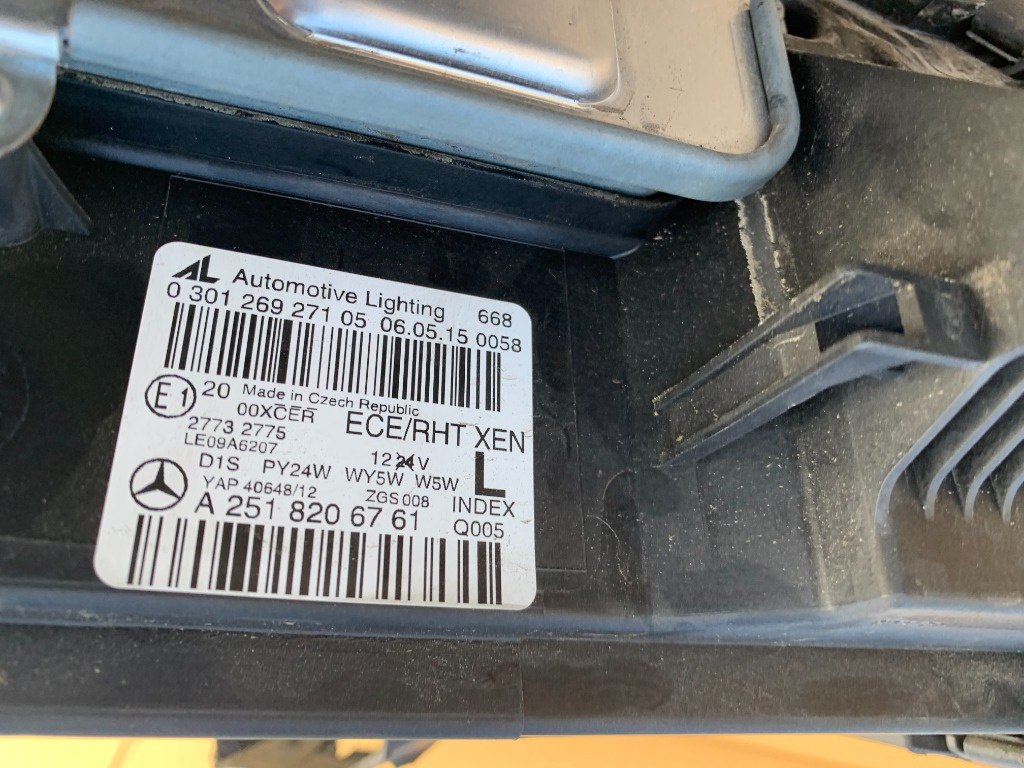 AL Automotive Lighting 668
0 301 269 271 05 06.05.15 0058
E1 20 Made in Czech Republic
00XCER ECE/RHT XEN
2773 2775
LE09A6207 12 24 V
D1S PY24W WY5W W5W L
YAP 40648/12 ZGS 008 INDEX
A 251 820 67 61 Q005